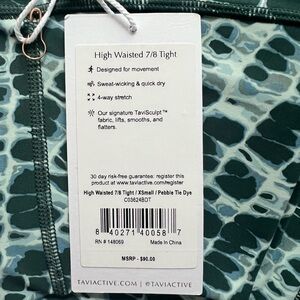 High Waisted 7/8 Tight
Designed for movement
Sweat-wicking & quick dry
4-way stretch
Our signature TaviSculpt™
fabric, lifts, smooths, and
flatters.
30 day risk-free guarantee: register this
product at www.taviactive.com/register
High Waisted 7/8 Tight / XSmall / Pebble Tie Dye
C03624BDT
8 40271 40058 7
RN # 148069 Made In China
MSRP - $90.00
TAVIACTIVE.COM | @TAVIACTIVE